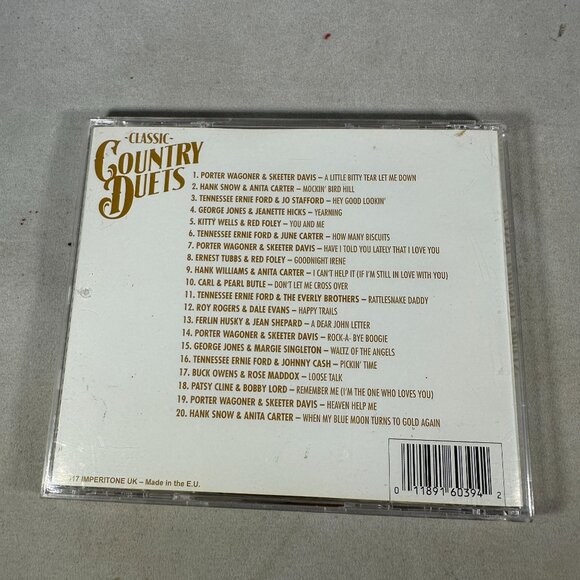 -CLASSIC-
COUNTRY
DUETS
1. PORTER WAGONER & SKEETER DAVIS – A LITTLE BITTY TEAR LET ME DOWN
2. HANK SNOW & ANITA CARTER – MOCKIN' BIRD HILL
3. TENNESSEE ERNIE FORD & JO STAFFORD – HEY GOOD LOOKIN'
4. GEORGE JONES & JEANETTE HICKS – YEARNING
5. KITTY WELLS & RED FOLEY – YOU AND ME
6. TENNESSEE ERNIE FORD & JUNE CARTER – HOW MANY BISCUITS
7. PORTER WAGONER & SKEETER DAVIS – HAVE I TOLD YOU LATELY THAT I LOVE YOU
8. ERNEST TUBBS & RED FOLEY – GOODNIGHT IRENE
9. HANK WILLIAMS & ANITA CARTER – I CAN'T HELP IT (IF I'M STILL IN LOVE WITH YOU)
10. CARL & PEARL BUTLE – DON'T LET ME CROSS OVER
11. TENNESSEE ERNIE FORD & THE EVERLY BROTHERS – RATTLESNAKE DADDY
12. ROY ROGERS & DALE EVANS – HAPPY TRAILS
13. FERLIN HUSKY & JEAN SHEPARD – A DEAR JOHN LETTER
14. PORTER WAGONER & SKEETER DAVIS – ROCK-A- BYE BOOGIE
15. GEORGE JONES & MARGIE SINGLETON – WALTZ OF THE ANGELS
16. TENNESSEE ERNIE FORD & JOHNNY CASH – PICKIN' TIME
17. BUCK OWENS & ROSE MADDOX – LOOSE TALK
18. PATSY CLINE & BOBBY LORD – REMEMBER ME (I'M THE ONE WHO LOVES YOU)
19. PORTER WAGONER & SKEETER DAVIS – HEAVEN HELP ME
20. HANK SNOW & ANITA CARTER – WHEN MY BLUE MOON TURNS TO GOLD AGAIN
IMPERITONE UK – Made in the E.U.
0 11891 60394 2